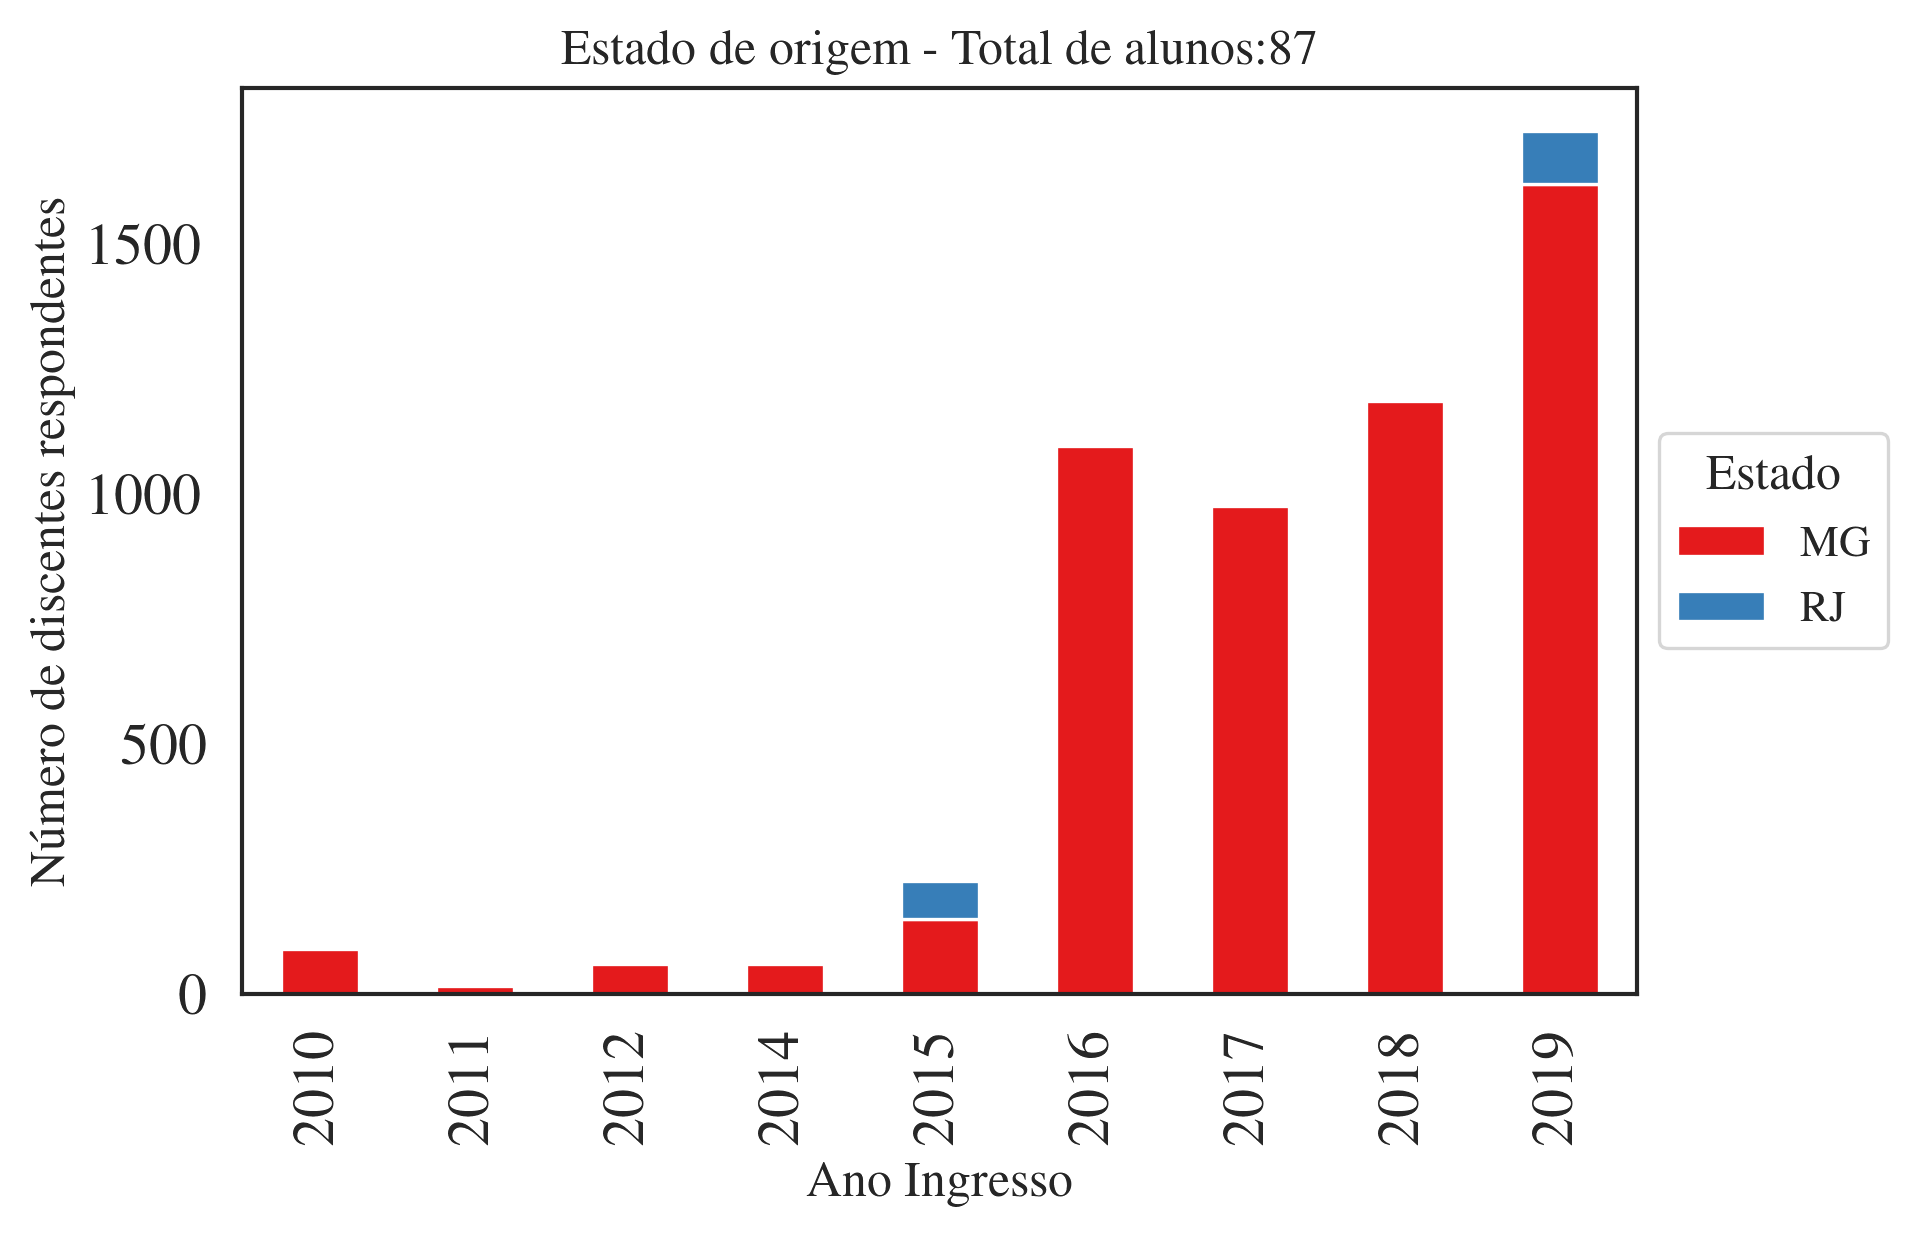 Estado de origem - Total de alunos:87
Número de discentes respondentes
1500
1000
500
0
2010
2011
2012
2014
2015
2016
2017
2018
2019
Ano Ingresso
Estado
MG
RJ